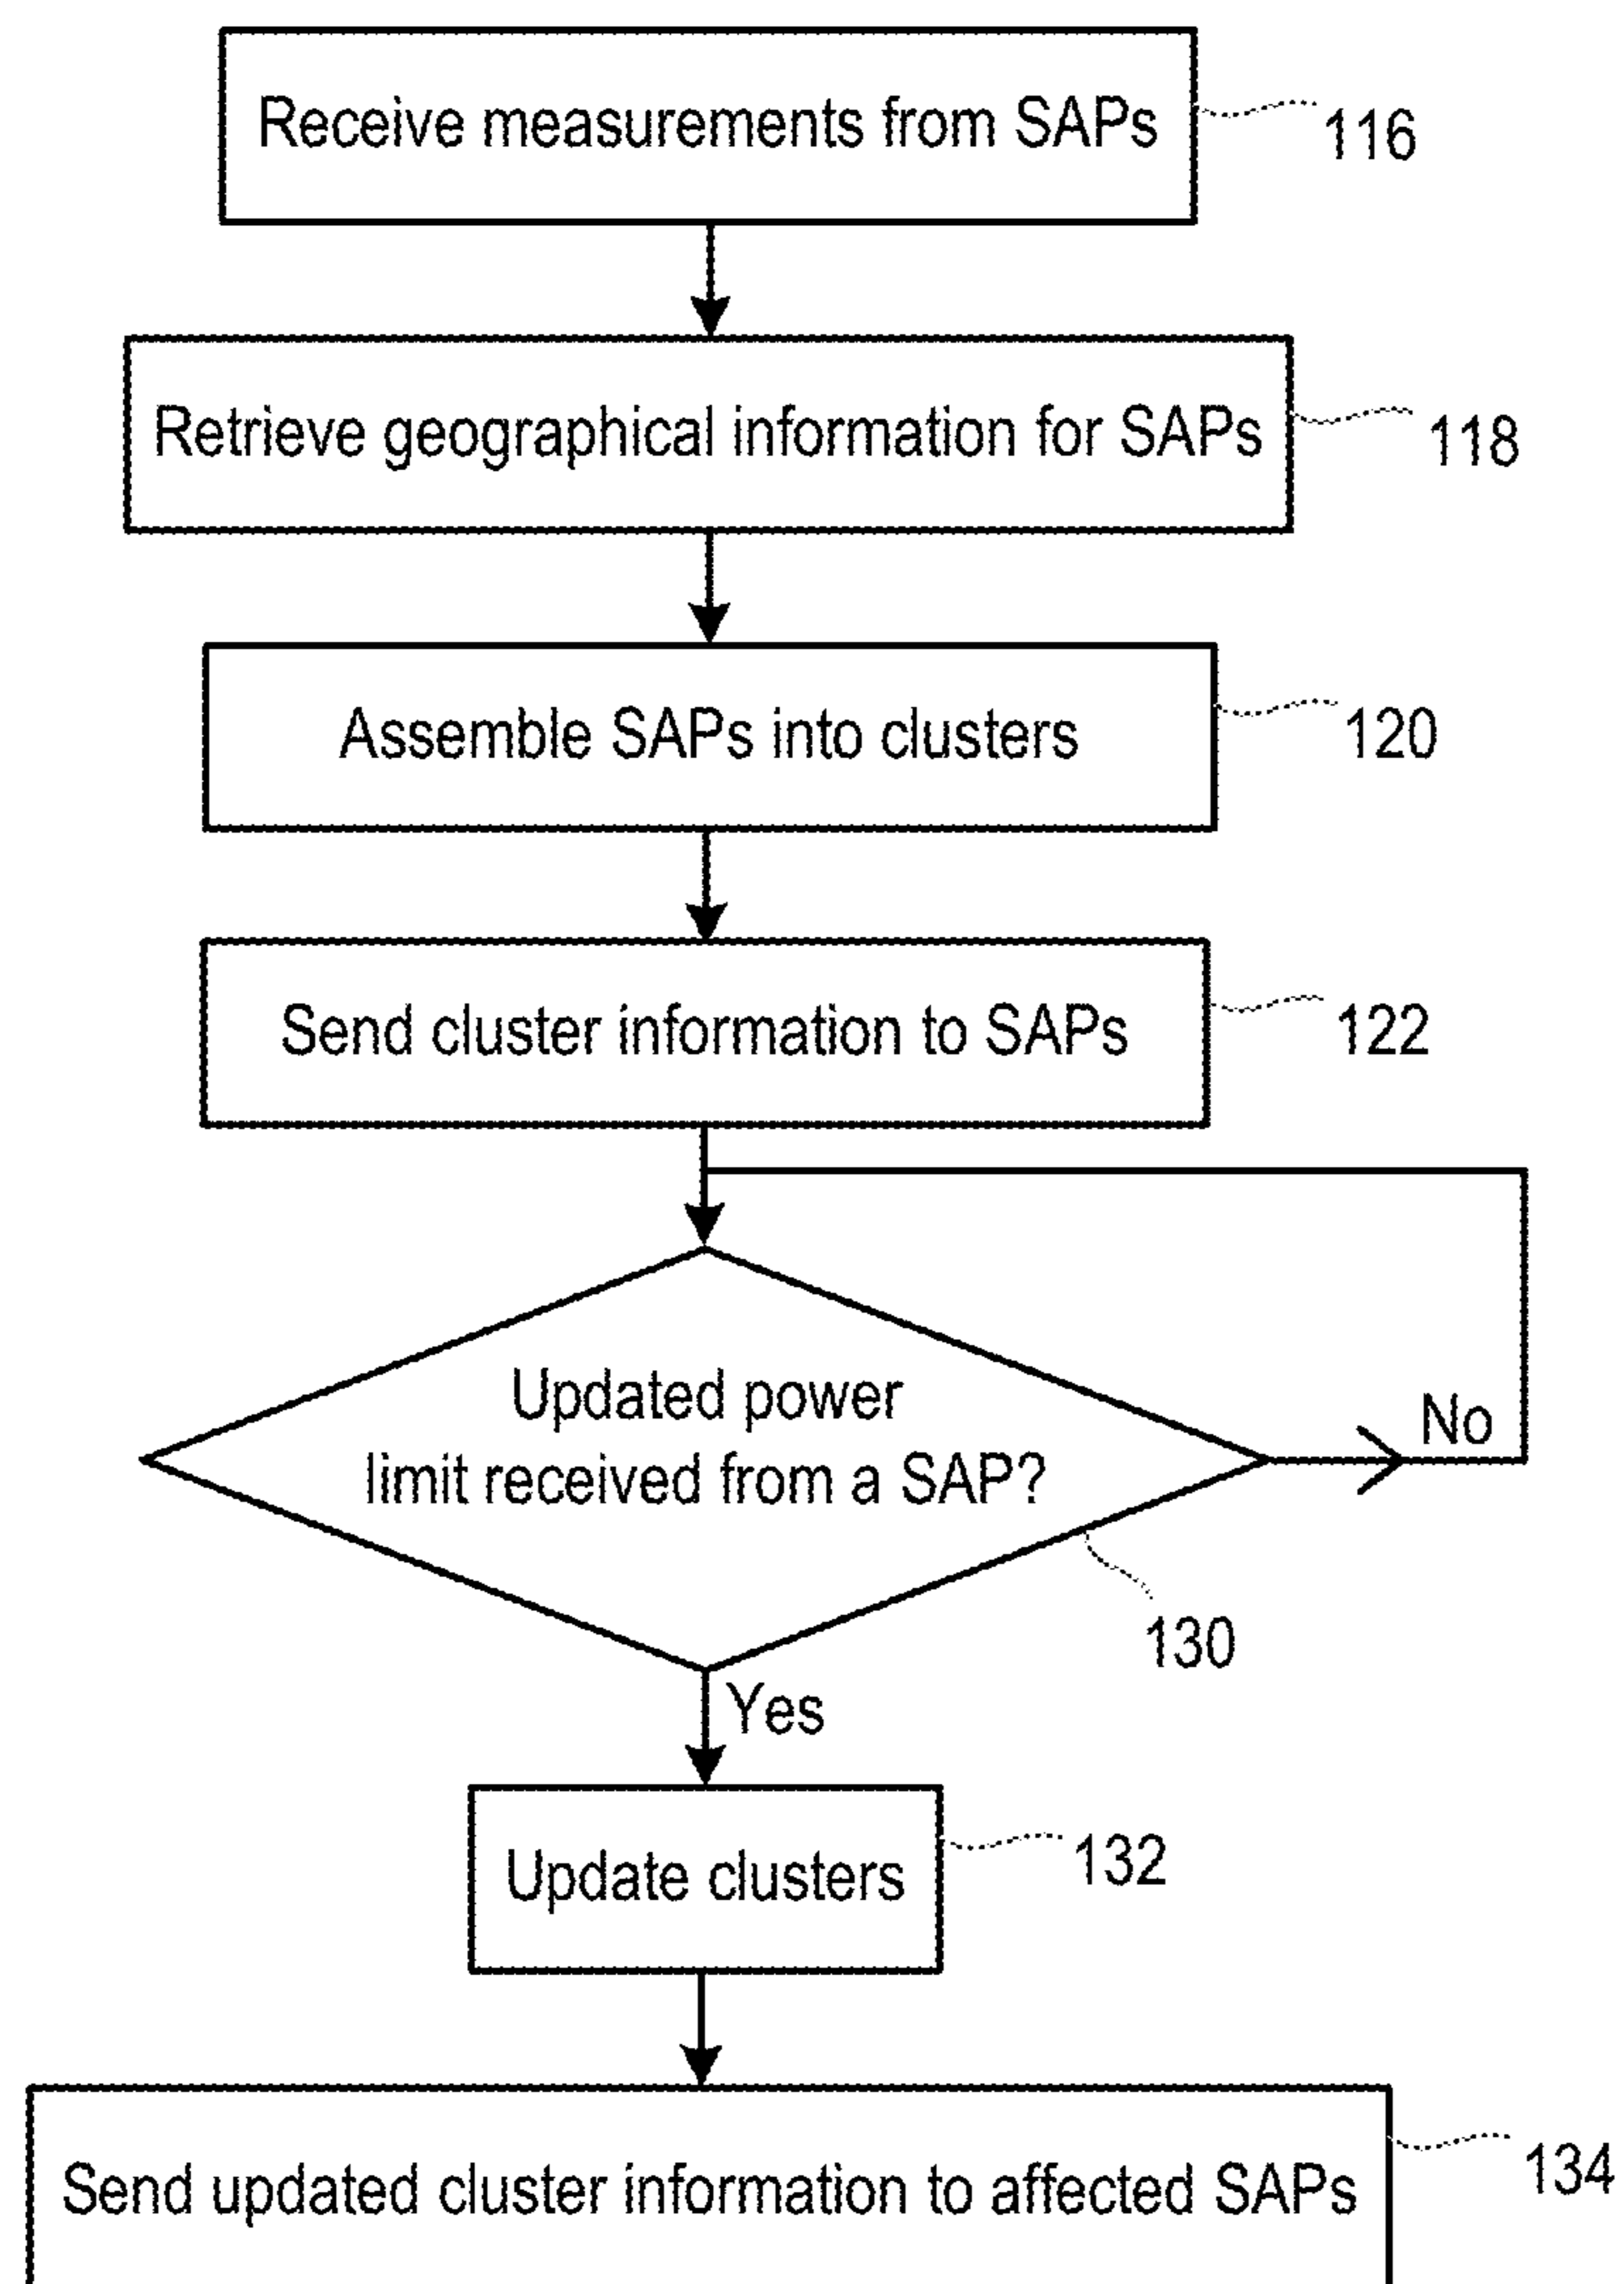 Receive measurements from SAPs
116
Retrieve geographical information for SAPs
118
Assemble SAPs into clusters
120
Send cluster information to SAPs
122
Updated power
limit received from a SAP?
No
130
Yes
Update clusters
132
Send updated cluster information to affected SAPs
134